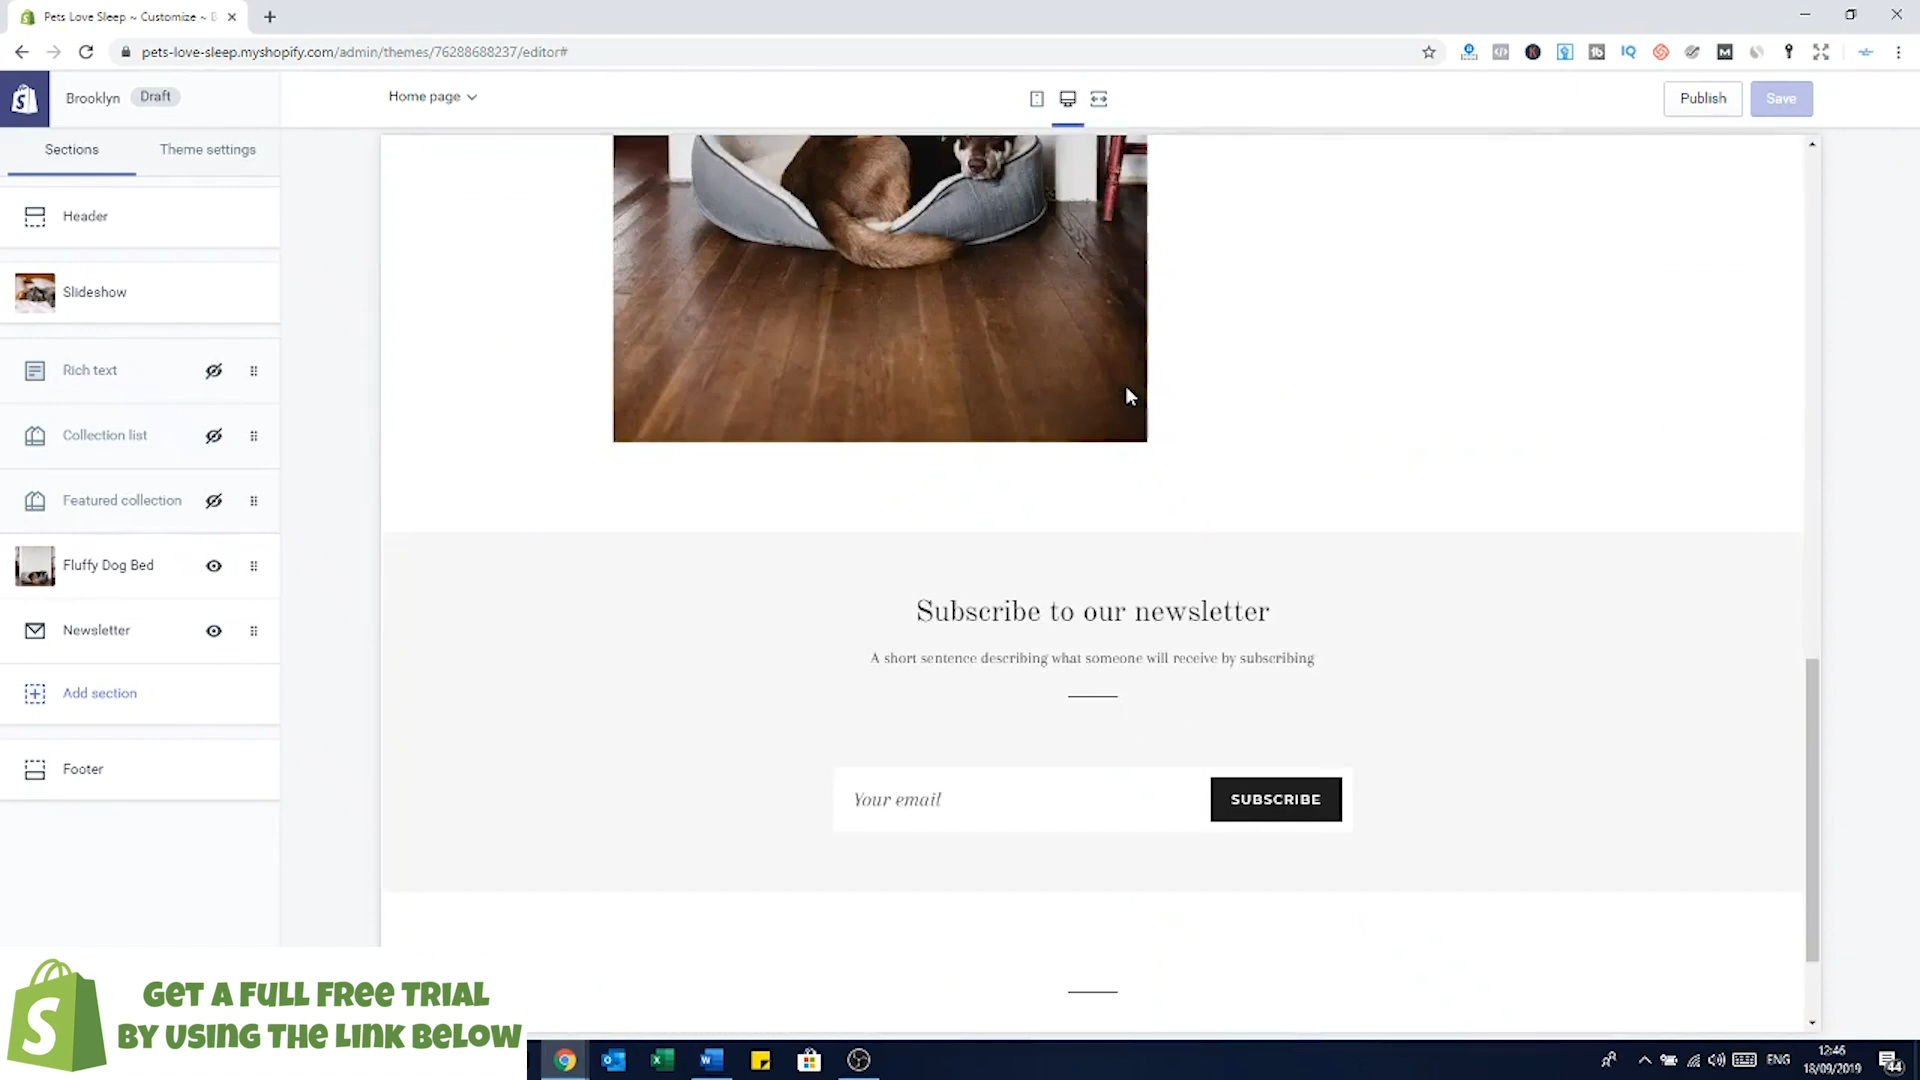 Pets Love Sleep ~ Customize ~ B
pets-love-sleep.myshopify.com/admin/themes/76288688237/editor#
Brooklyn
Draft
Home page
Publish
Save
Sections
Theme settings
Header
Slideshow
Rich text
Collection list
Featured collection
Fluffy Dog Bed
Newsletter
Add section
Footer
Subscribe to our newsletter
A short sentence describing what someone will receive by subscribing
Your email
SUBSCRIBE
GET A FULL FREE TRIAL
BY USING THE LINK BELOW
ENG
12:46
18/09/2019
44